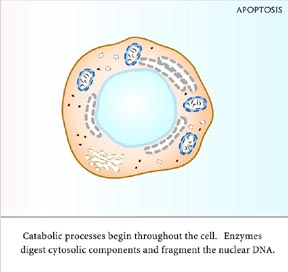 APOPTOSIS
Catabolic processes begin throughout the cell. Enzymes
digest cytosolic components and fragment the nuclear DNA.